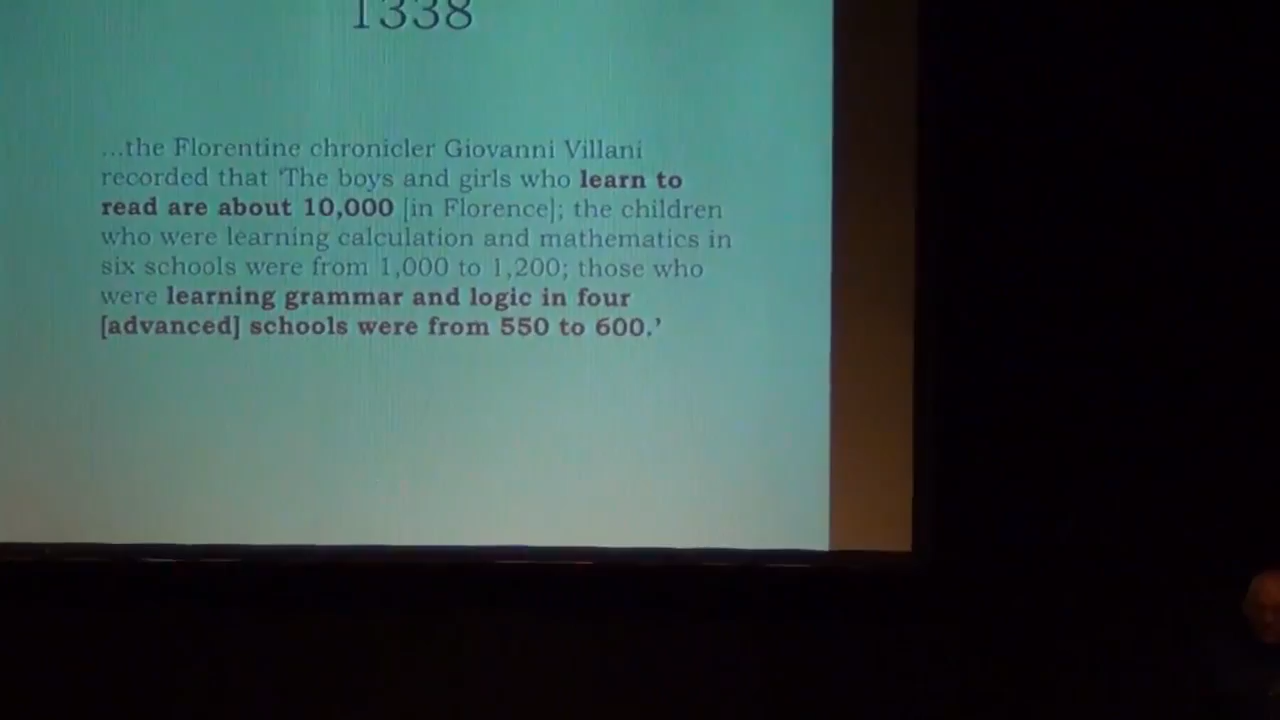 1338
...the Florentine chronicler Giovanni Villani
recorded that 'The boys and girls who learn to
read are about 10,000 [in Florence]; the children
who were learning calculation and mathematics in
six schools were from 1,000 to 1,200; those who
were learning grammar and logic in four
[advanced] schools were from 550 to 600.'